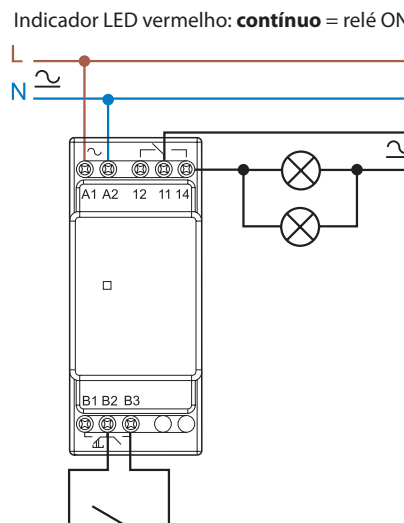 Indicador LED vermelho: contínuo = relé ON
L
N
A1 A2 12 11 14
B1 B2 B3